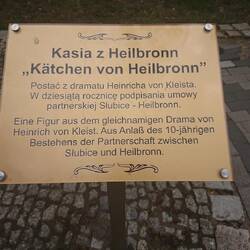 Kasia z Heilbronn
„Kätchen von Heilbronn”
Postać z dramatu Heinricha von Kleista.
W dziesiątą rocznicę podpisania umowy
partnerskiej Słubice - Heilbronn.
Eine Figur aus dem gleichnamigen Drama von
Heinrich von Kleist. Aus Anlaß des 10-jährigen
Bestehens der Partnerschaft zwischen
Słubice und Heilbronn.